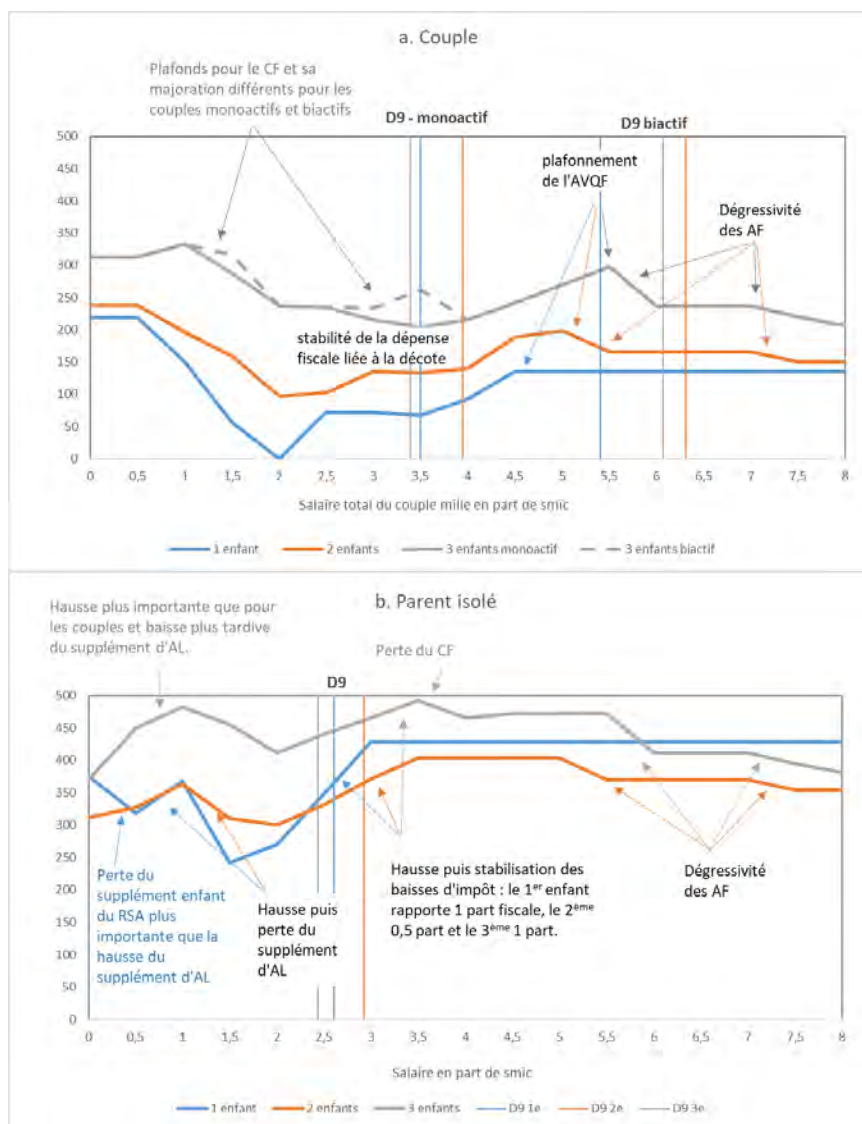 a. Couple
Plafonds pour le CF et sa
majoration différents pour les
couples monoactifs et biactifs
D9 - monoactif
D9 biactif
plafonnement
de l'AVQF
Dégressivité
des AF
stabilité de la dépense
fiscale liée à la décote
500
450
400
350
300
250
200
150
100
50
0
0 0,5 1 1,5 2 2,5 3 3,5 4 4,5 5 5,5 6 6,5 7 7,5 8
Salaire total du couple mille en part de smic
1 enfant 2 enfants 3 enfants monoactif 3 enfants biactif
b. Parent isolé
Hausse plus importante que pour
les couples et baisse plus tardive
du supplément d'AL.
D9
Perte du CF
500
450
400
350
300
250
200
150
100
50
0
Perte du
supplément enfant
du RSA plus
importante que la
hausse du
supplément d'AL
Hausse puis
perte du
supplément
d'AL
Hausse puis stabilisation des
baisses d'impôt : le 1er enfant
rapporte 1 part fiscale, le 2ème
0,5 part et le 3ème 1 part.
Dégressivité
des AF
0 0,5 1 1,5 2 2,5 3 3,5 4 4,5 5 5,5 6 6,5 7 7,5 8
Salaire en part de smic
1 enfant 2 enfants 3 enfants D9 1e D9 2e D9 3e